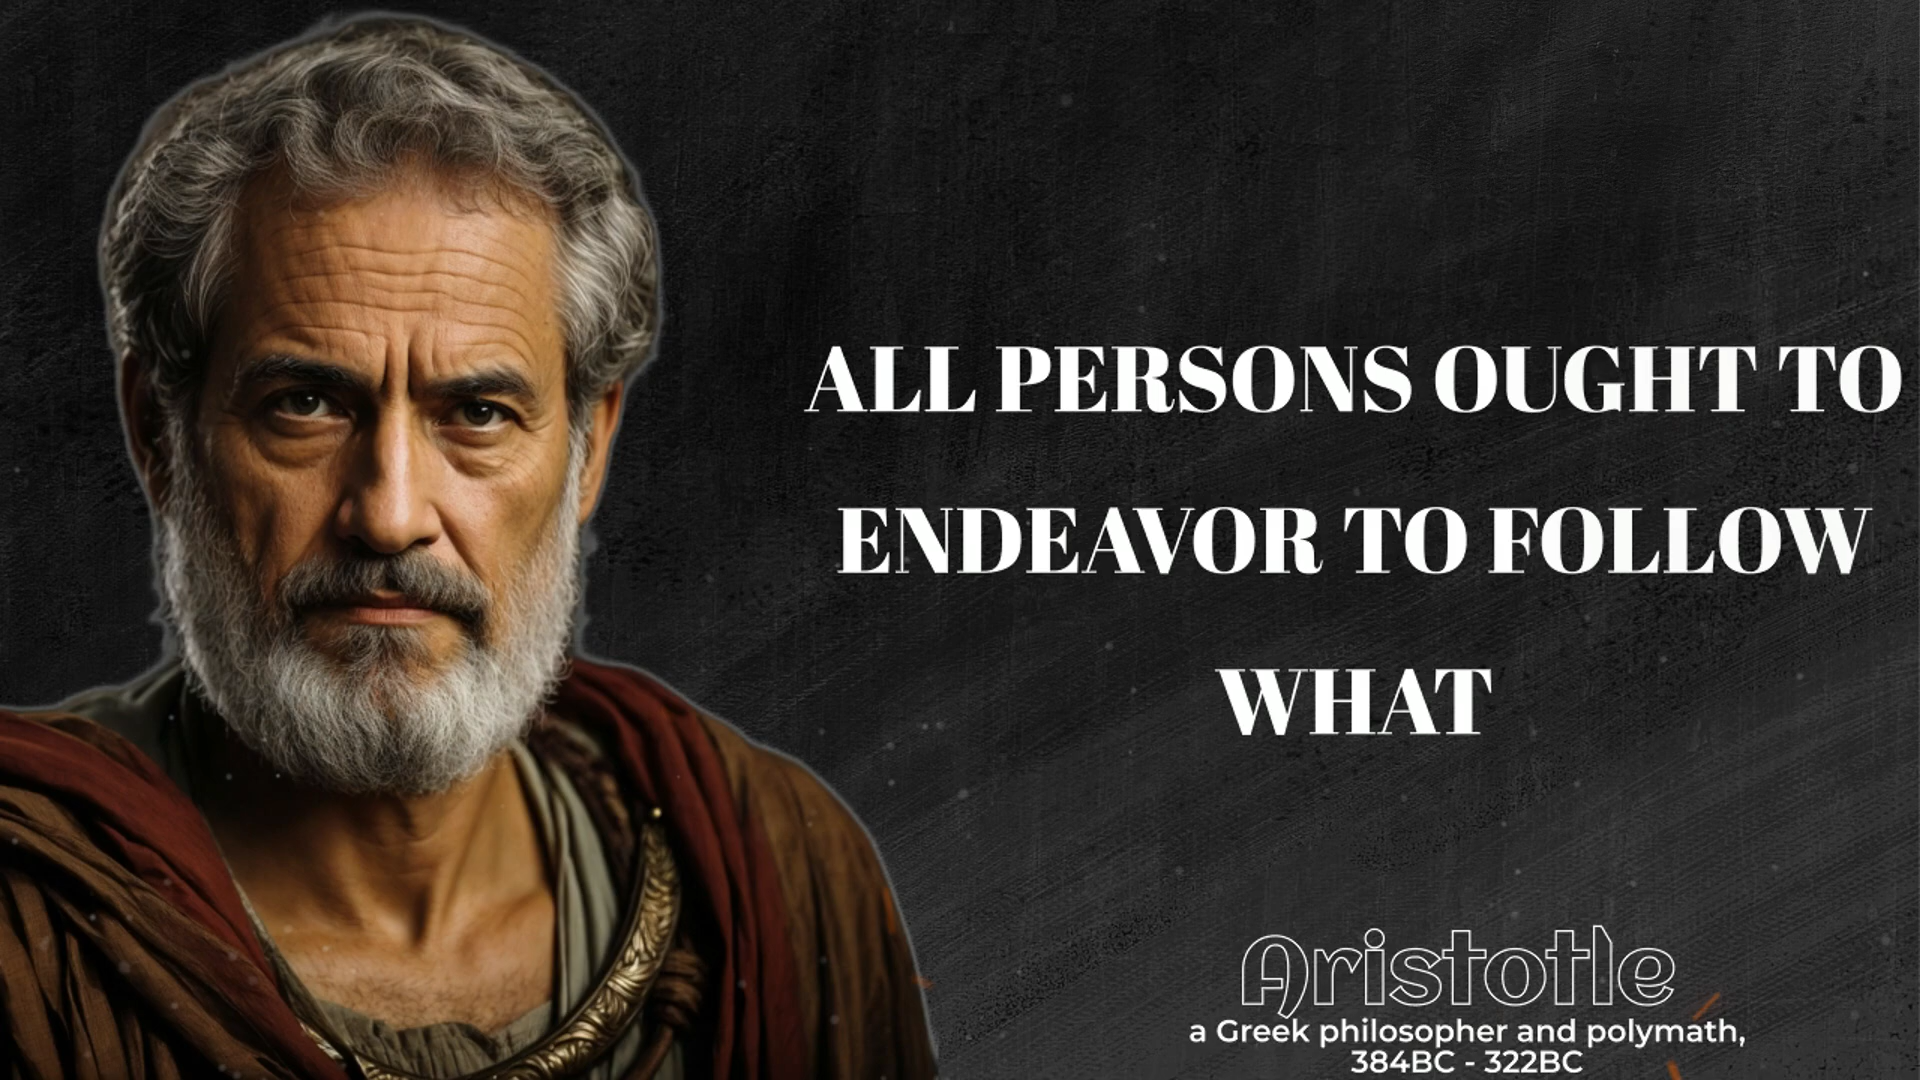 ALL PERSONS OUGHT TO
ENDEAVOR TO FOLLOW
WHAT
Aristotle
a Greek philosopher and polymath,
384BC - 322BC